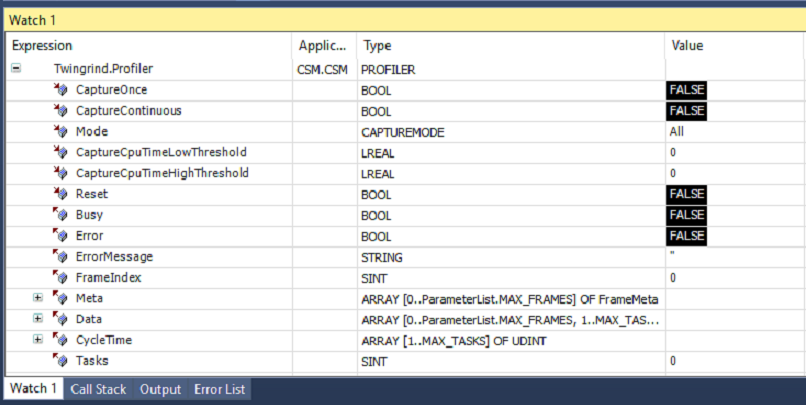 Watch 1
Expression Applic... Type Value
Twingrind.Profiler CSM.CSM PROFILER
CaptureOnce BOOL FALSE
CaptureContinuous BOOL FALSE
Mode CAPTUREMODE All
CaptureCpuTimeLowThreshold LREAL 0
CaptureCpuTimeHighThreshold LREAL 0
Reset BOOL FALSE
Busy BOOL FALSE
Error BOOL FALSE
ErrorMessage STRING ''
FrameIndex SINT 0
Meta ARRAY [0..ParameterList.MAX_FRAMES] OF FrameMeta
Data ARRAY [0..ParameterList.MAX_FRAMES, 1..MAX_TAS...
CycleTime ARRAY [1..MAX_TASKS] OF UDINT
Tasks SINT 0
Watch 1 Call Stack Output Error List